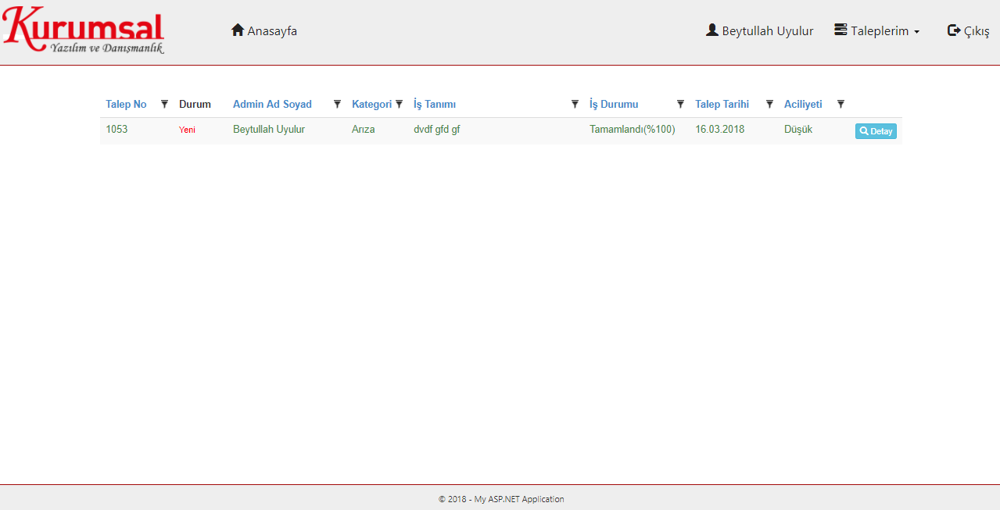 Kurumsal
Yazılım ve Danışmanlık
Anasayfa
Beytullah Uyulur
Taleplerim
Çıkış
Talep No Durum Admin Ad Soyad Kategori İş Tanımı İş Durumu Talep Tarihi Aciliyeti
1053 Yeni Beytullah Uyulur Arıza dvdf gfd gf Tamamlandı(%100) 16.03.2018 Düşük Detay
© 2018 - My ASP.NET Application